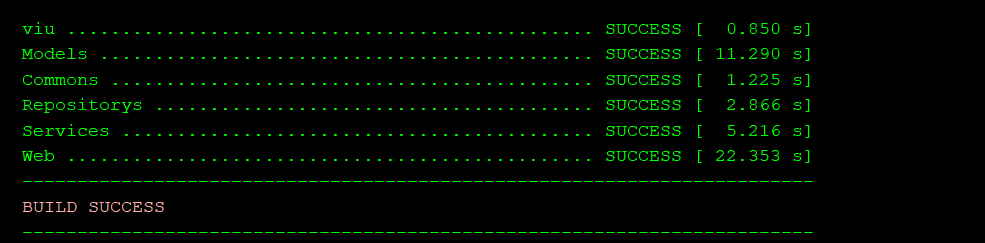 viu ................................................ SUCCESS [  0.850 s]
Models ............................................. SUCCESS [ 11.290 s]
Commons ............................................ SUCCESS [  1.225 s]
Repositorys ........................................ SUCCESS [  2.866 s]
Services ........................................... SUCCESS [  5.216 s]
Web ................................................ SUCCESS [ 22.353 s]
------------------------------------------------------------------------
BUILD SUCCESS
------------------------------------------------------------------------